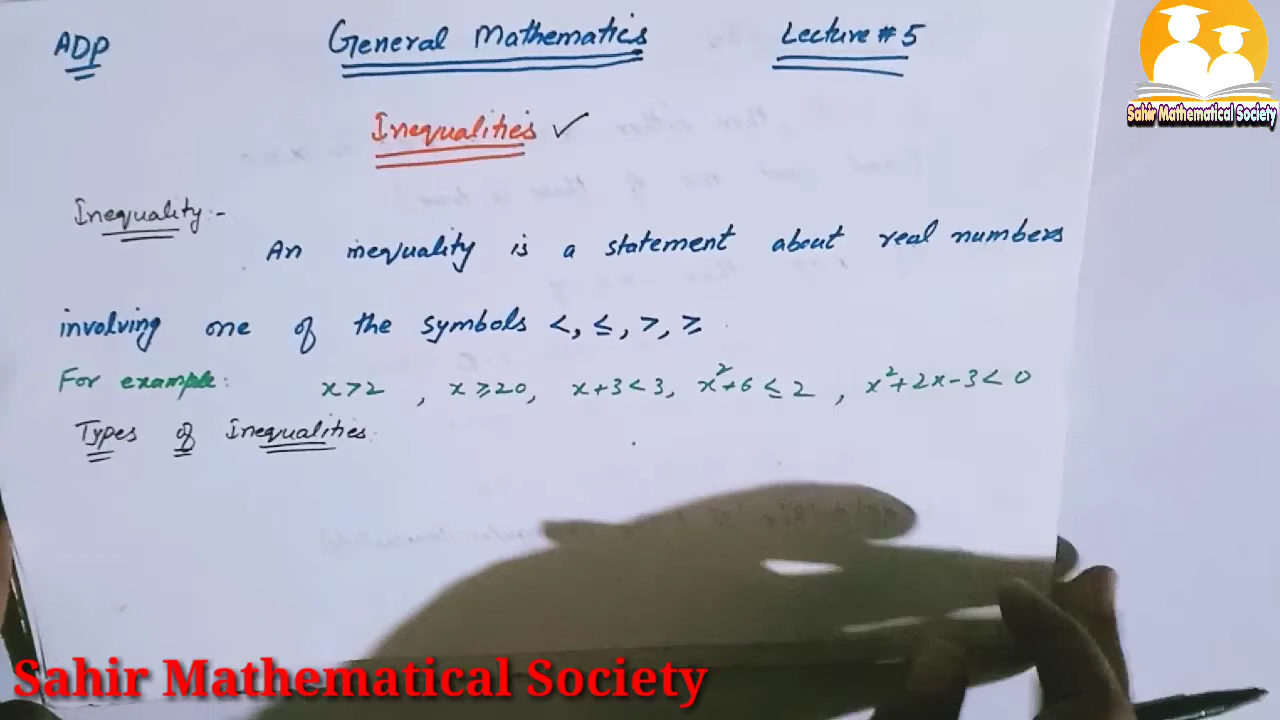 ADP General Mathematics Lecture # 5
Sahir Mathematical Society
Inequalities ✓
Inequality:-
An inequality is a statement about real numbers
involving one of the symbols <, ≤, >, ≥
For example: x > 2 , x ≥ 20, x + 3 < 3, x² + 6 ≤ 2 , x² + 2x - 3 < 0
Types of Inequalities:
Sahir Mathematical Society